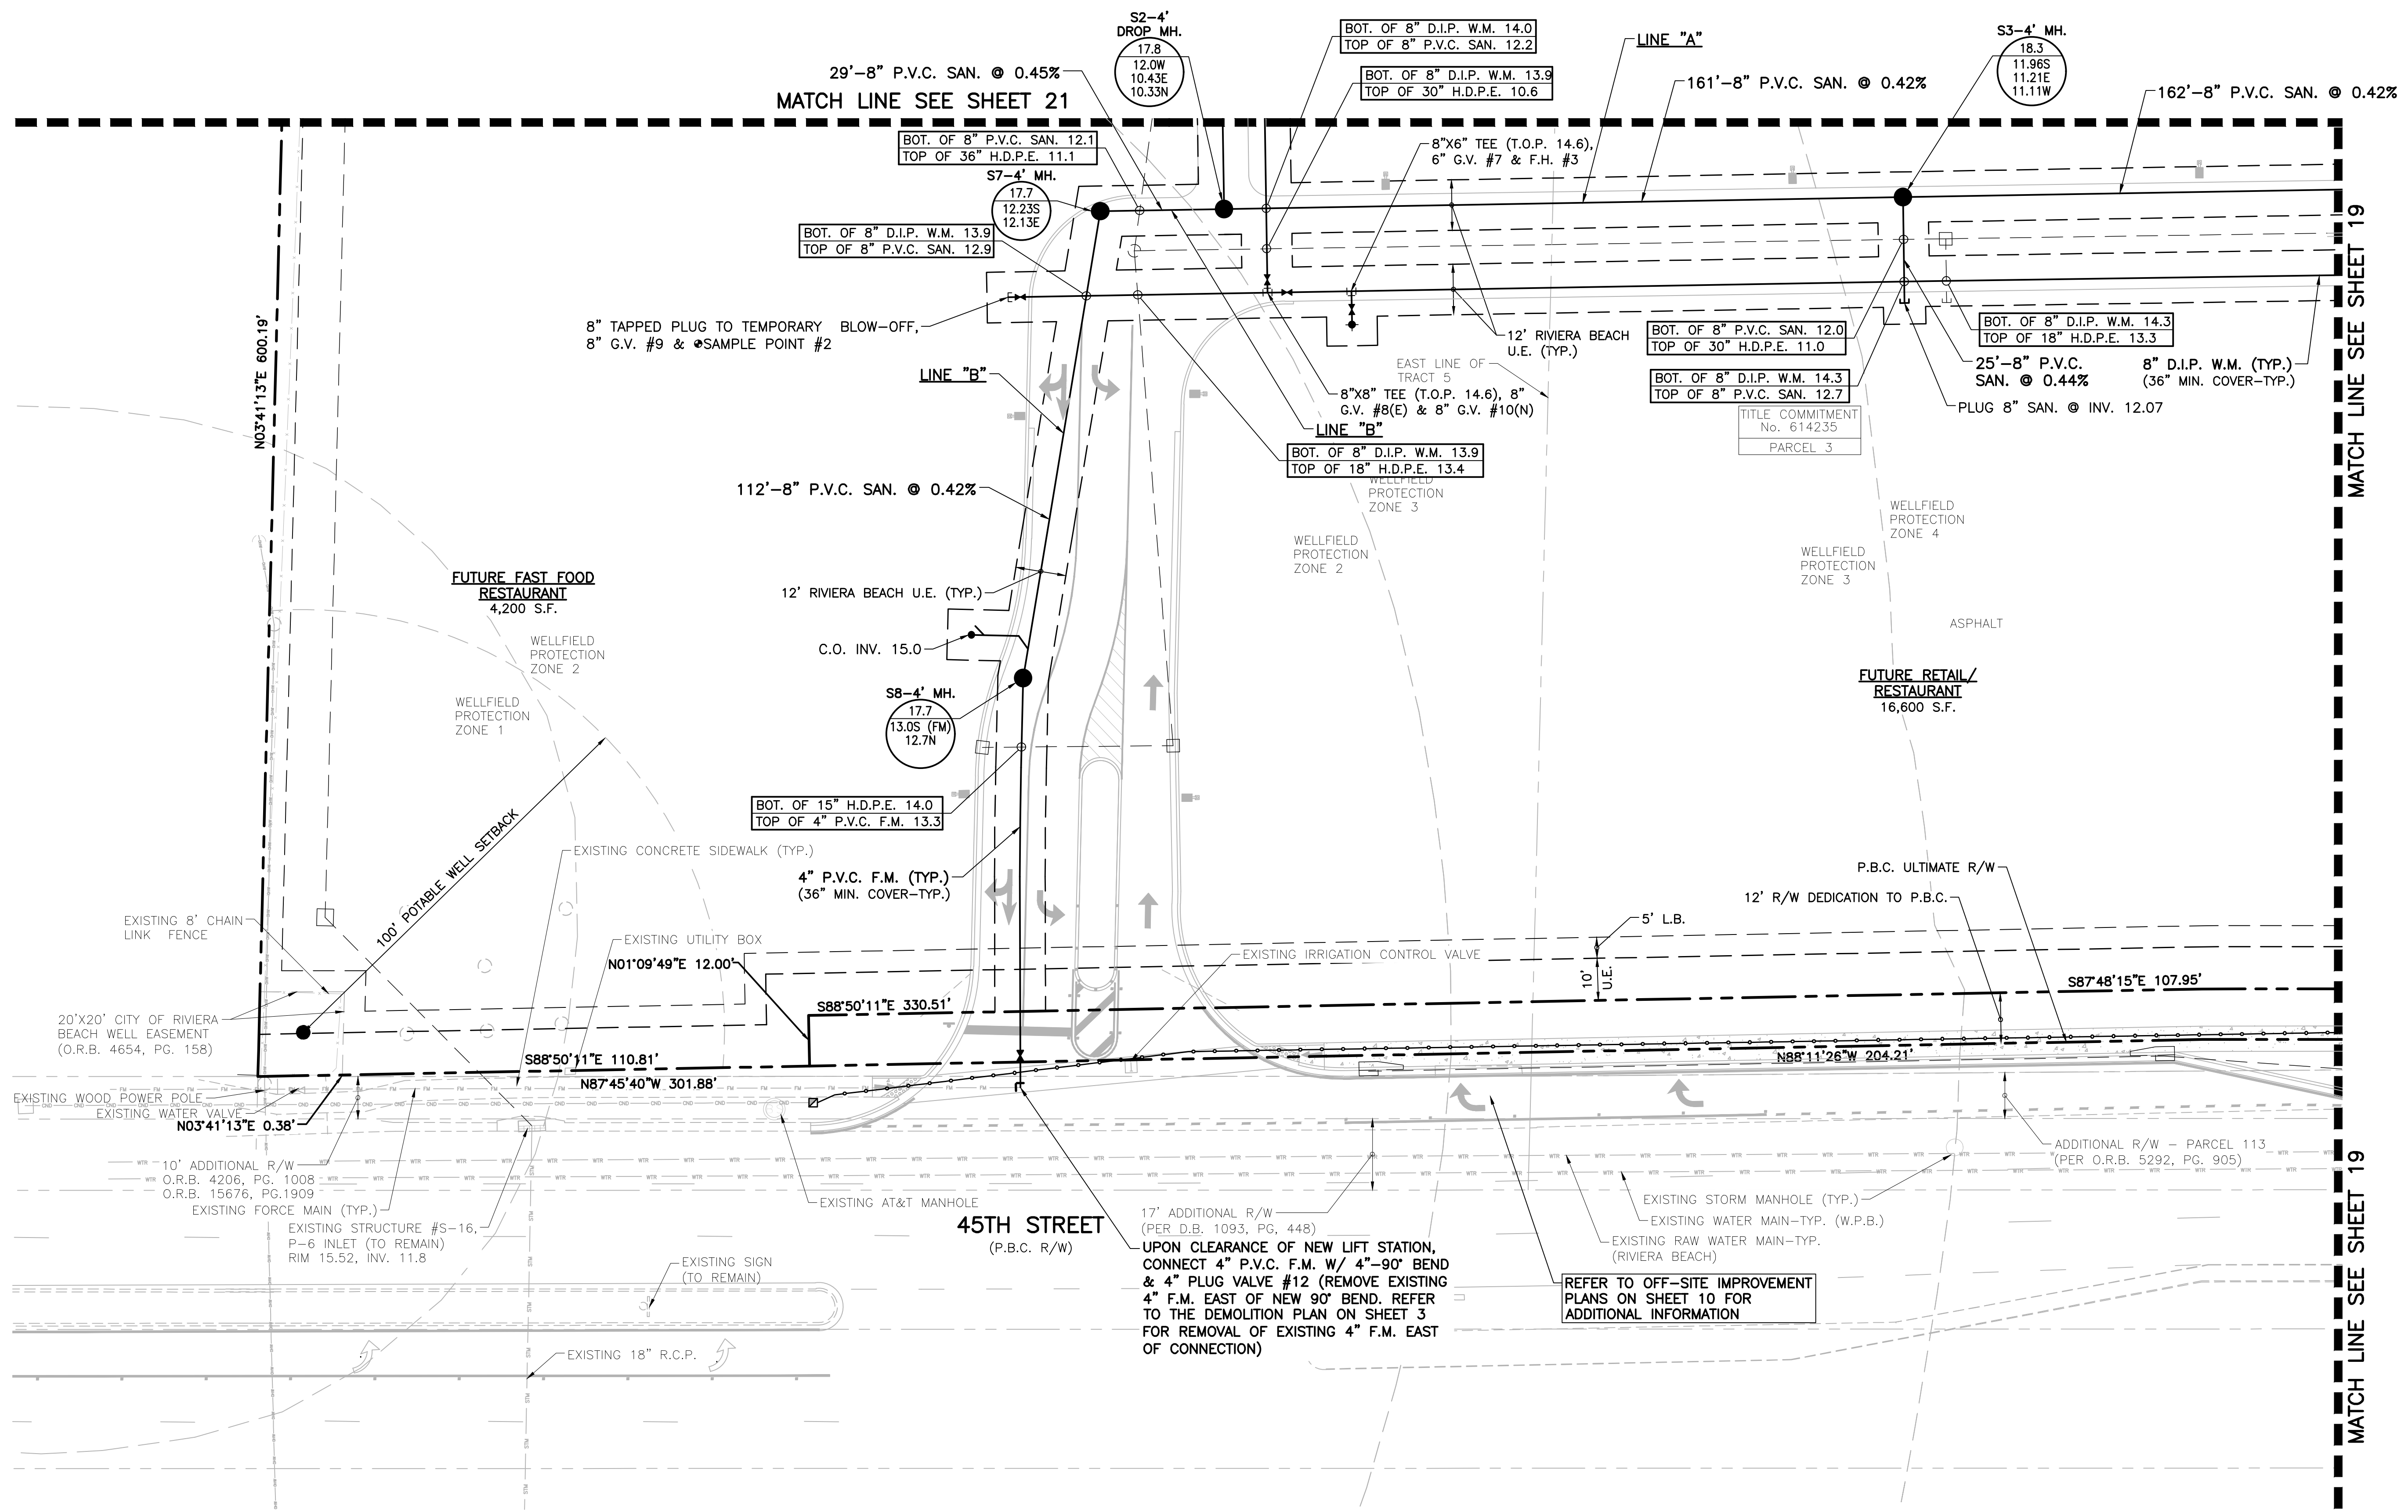 S2-4'
DROP MH.
17.8
12.0W
10.43E
10.33N
BOT. OF 8" D.I.P. W.M. 14.0
TOP OF 8" P.V.C. SAN. 12.2
LINE "A"
S3-4' MH.
18.3
11.96S
11.21E
11.11W
29'-8" P.V.C. SAN. @ 0.45%
BOT. OF 8" D.I.P. W.M. 13.9
TOP OF 30" H.D.P.E. 10.6
161'-8" P.V.C. SAN. @ 0.42%
162'-8" P.V.C. SAN. @ 0.42%
MATCH LINE SEE SHEET 21
BOT. OF 8" P.V.C. SAN. 12.1
TOP OF 36" H.D.P.E. 11.1
8"X6" TEE (T.O.P. 14.6),
6" G.V. #7 & F.H. #3
S7-4' MH.
17.7
12.23S
12.13E
BOT. OF 8" D.I.P. W.M. 13.9
TOP OF 8" P.V.C. SAN. 12.9
MATCH LINE SEE SHEET 19
N03°41'13"E 600.19'
8" TAPPED PLUG TO TEMPORARY BLOW-OFF,
8" G.V. #9 & SAMPLE POINT #2
12' RIVIERA BEACH
U.E. (TYP.)
BOT. OF 8" P.V.C. SAN. 12.0
TOP OF 30" H.D.P.E. 11.0
BOT. OF 8" D.I.P. W.M. 14.3
TOP OF 18" H.D.P.E. 13.3
EAST LINE OF
TRACT 5
LINE "B"
25'-8" P.V.C.
SAN. @ 0.44%
8" D.I.P. W.M. (TYP.)
(36" MIN. COVER-TYP.)
BOT. OF 8" D.I.P. W.M. 14.3
TOP OF 8" P.V.C. SAN. 12.7
8"X8" TEE (T.O.P. 14.6), 8"
G.V. #8(E) & 8" G.V. #10(N)
PLUG 8" SAN. @ INV. 12.07
TITLE COMMITMENT
No. 614235
PARCEL 3
LINE "B"
BOT. OF 8" D.I.P. W.M. 13.9
TOP OF 18" H.D.P.E. 13.4
112'-8" P.V.C. SAN. @ 0.42%
WELLFIELD
PROTECTION
ZONE 3
WELLFIELD
PROTECTION
ZONE 4
WELLFIELD
PROTECTION
ZONE 2
WELLFIELD
PROTECTION
ZONE 3
FUTURE FAST FOOD
RESTAURANT
4,200 S.F.
12' RIVIERA BEACH U.E. (TYP.)
ASPHALT
WELLFIELD
PROTECTION
ZONE 2
C.O. INV. 15.0
FUTURE RETAIL/
RESTAURANT
16,600 S.F.
WELLFIELD
PROTECTION
ZONE 1
S8-4' MH.
17.7
13.0S (FM)
12.7N
BOT. OF 15" H.D.P.E. 14.0
TOP OF 4" P.V.C. F.M. 13.3
100' POTABLE WELL SETBACK
EXISTING CONCRETE SIDEWALK (TYP.)
4" P.V.C. F.M. (TYP.)
(36" MIN. COVER-TYP.)
P.B.C. ULTIMATE R/W
12' R/W DEDICATION TO P.B.C.
EXISTING 8' CHAIN
LINK FENCE
5' L.B.
EXISTING UTILITY BOX
N01°09'49"E 12.00'
EXISTING IRRIGATION CONTROL VALVE
10'
U.E.
S87°48'15"E 107.95'
S88°50'11"E 330.51'
20'X20' CITY OF RIVIERA
BEACH WELL EASEMENT
(O.R.B. 4654, PG. 158)
S88°50'11"E 110.81'
N88°11'26"W 204.21'
N87°45'40"W 301.88'
EXISTING WOOD POWER POLE
EXISTING WATER VALVE
N03°41'13"E 0.38'
ADDITIONAL R/W - PARCEL 113
(PER O.R.B. 5292, PG. 905)
10' ADDITIONAL R/W
O.R.B. 4206, PG. 1008
O.R.B. 15676, PG.1909
EXISTING FORCE MAIN (TYP.)
EXISTING AT&T MANHOLE
EXISTING STORM MANHOLE (TYP.)
EXISTING WATER MAIN-TYP. (W.P.B.)
EXISTING RAW WATER MAIN-TYP.
(RIVIERA BEACH)
EXISTING STRUCTURE #S-16,
P-6 INLET (TO REMAIN)
RIM 15.52, INV. 11.8
45TH STREET
(P.B.C. R/W)
17' ADDITIONAL R/W
(PER D.B. 1093, PG, 448)
UPON CLEARANCE OF NEW LIFT STATION,
CONNECT 4" P.V.C. F.M. W/ 4"-90° BEND
& 4" PLUG VALVE #12 (REMOVE EXISTING
4" F.M. EAST OF NEW 90° BEND. REFER
TO THE DEMOLITION PLAN ON SHEET 3
FOR REMOVAL OF EXISTING 4" F.M. EAST
OF CONNECTION)
EXISTING SIGN
(TO REMAIN)
REFER TO OFF-SITE IMPROVEMENT
PLANS ON SHEET 10 FOR
ADDITIONAL INFORMATION
EXISTING 18" R.C.P.
MATCH LINE SEE SHEET 19